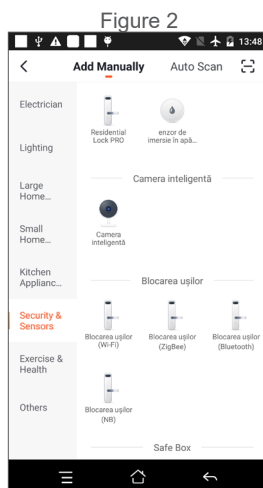 Figure 2
13:48
Add Manually Auto Scan
Electrician
Lighting
Large
Home...
Small
Home...
Kitchen
Applianc...
Security &
Sensors
Exercise &
Health
Others
Residential
Lock PRO
enzor de
imersie în apă...
Camera inteligentă
Camera
inteligentă
Blocarea ușilor
Blocarea ușilor
(Wi-Fi)
Blocarea ușilor
(ZigBee)
Blocarea ușilor
(Bluetooth)
Blocarea ușilor
(NB)
Safe Box